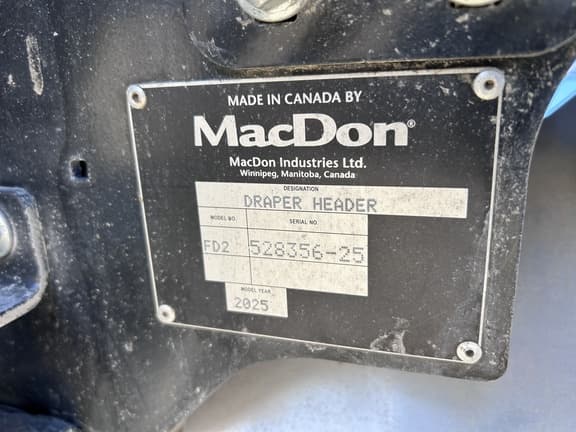 MADE IN CANADA BY
MacDon®
MacDon Industries Ltd.
Winnipeg, Manitoba, Canada
DESIGNATION
DRAPER HEADER
MODEL NO. SERIAL NO.
FD2 528356-25
MODEL YEAR
2025